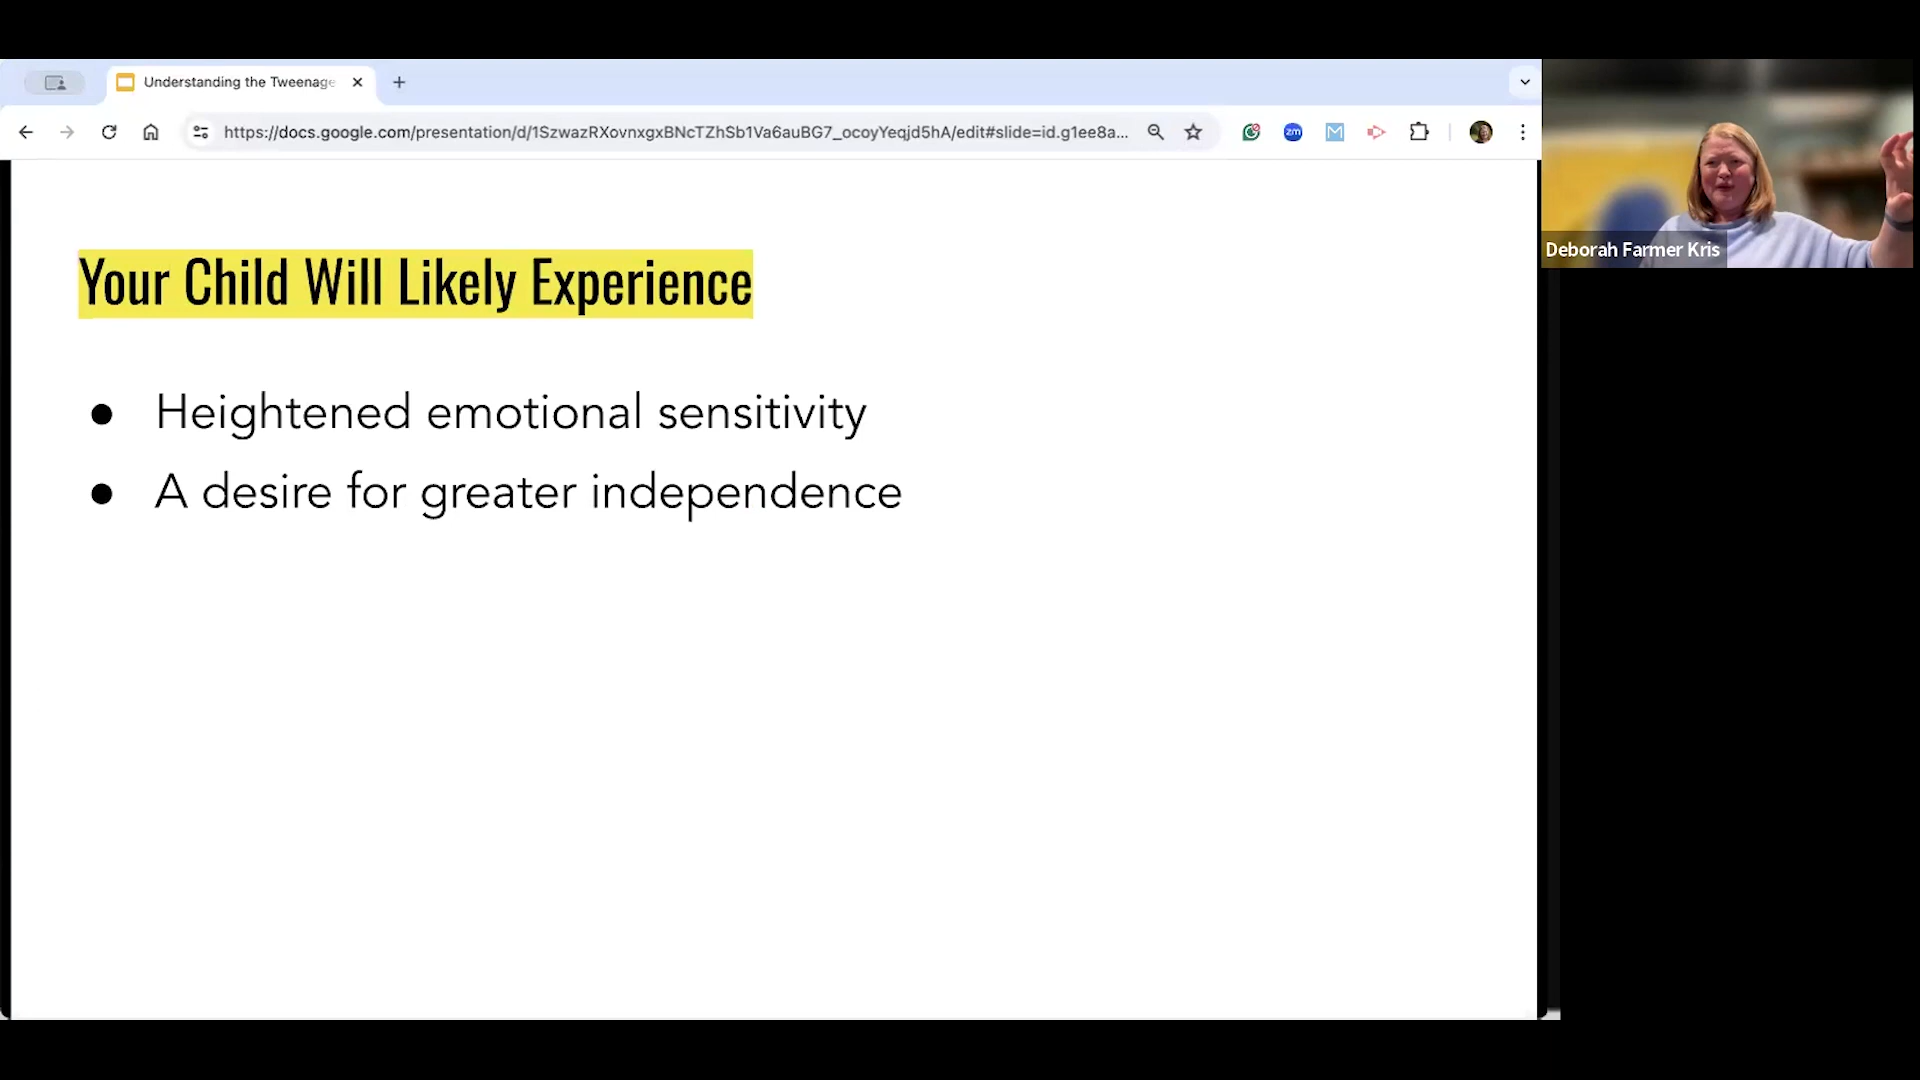 Understanding the Tweenage
https://docs.google.com/presentation/d/1SzwazRXovnxgxBNcTZhSb1Va6auBG7_ocoyYeqjd5hA/edit#slide=id.g1ee8a...
zm
M
Deborah Farmer Kris
Your Child Will Likely Experience
● Heightened emotional sensitivity
● A desire for greater independence